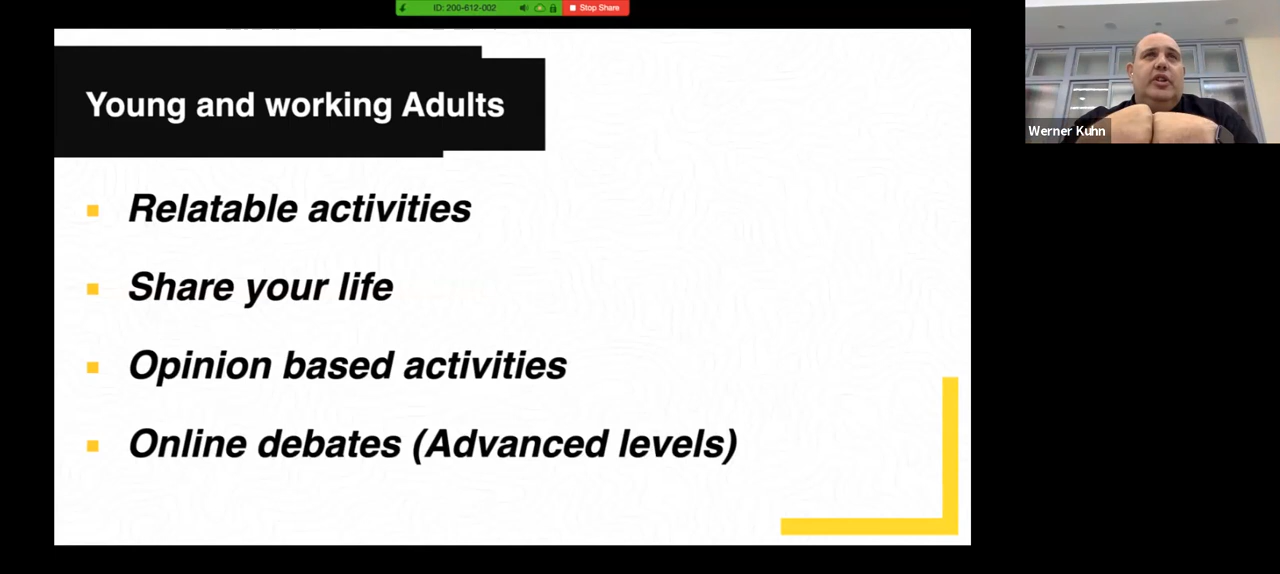 ID: 200-612-002
Stop Share
Young and working Adults
Relatable activities
Share your life
Opinion based activities
Online debates (Advanced levels)
Werner Kuhn